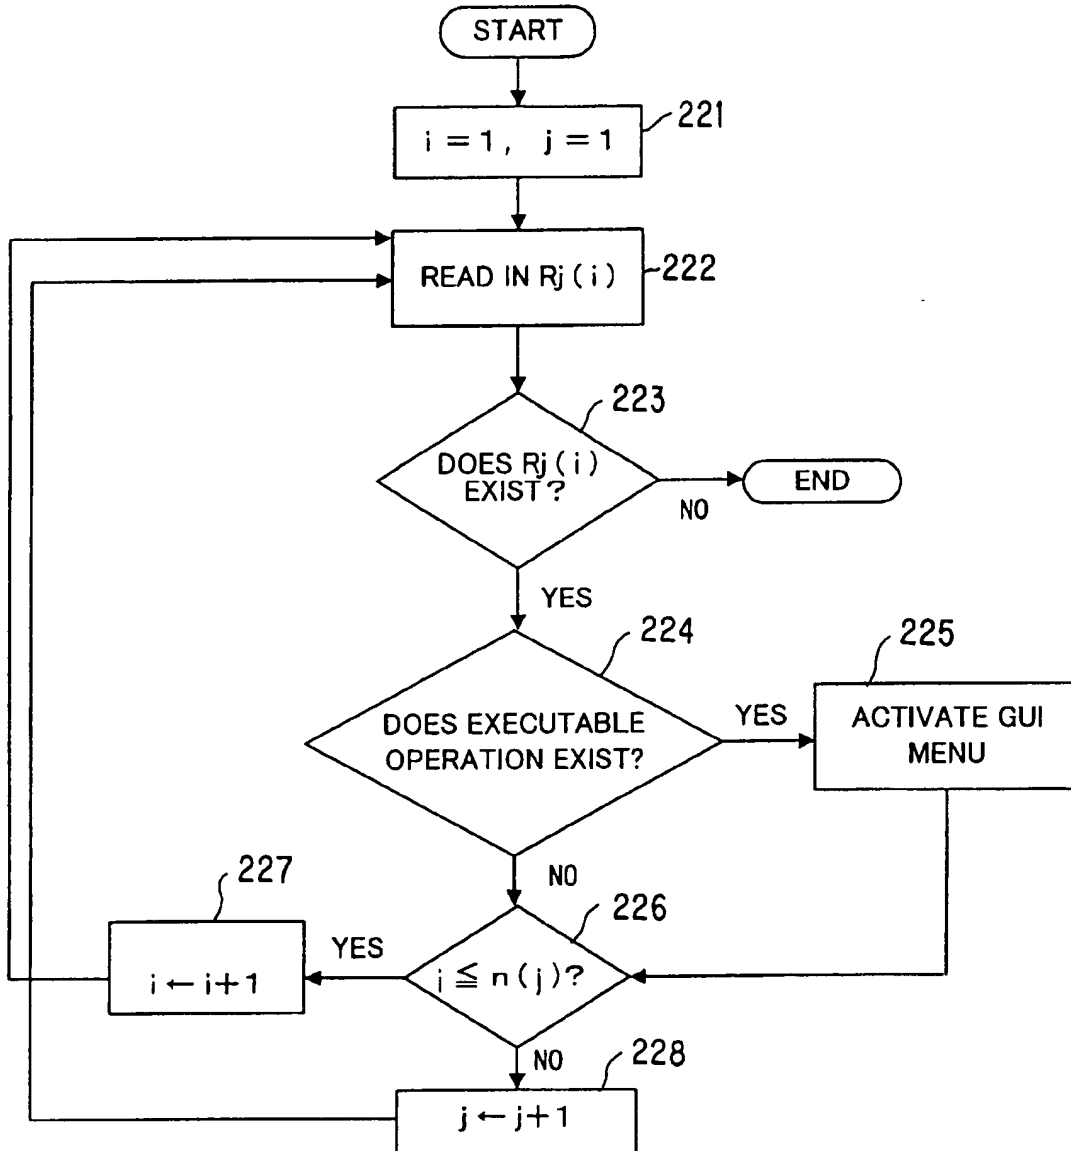 START
221
i = 1, j = 1
READ IN Rj ( i )
222
223
DOES Rj ( i )
EXIST ?
END
NO
YES
224
225
DOES EXECUTABLE
OPERATION EXIST?
YES
ACTIVATE GUI
MENU
NO
227
226
YES
i ≦ n ( j ) ?
i ← i+1
NO
228
j ← j+1